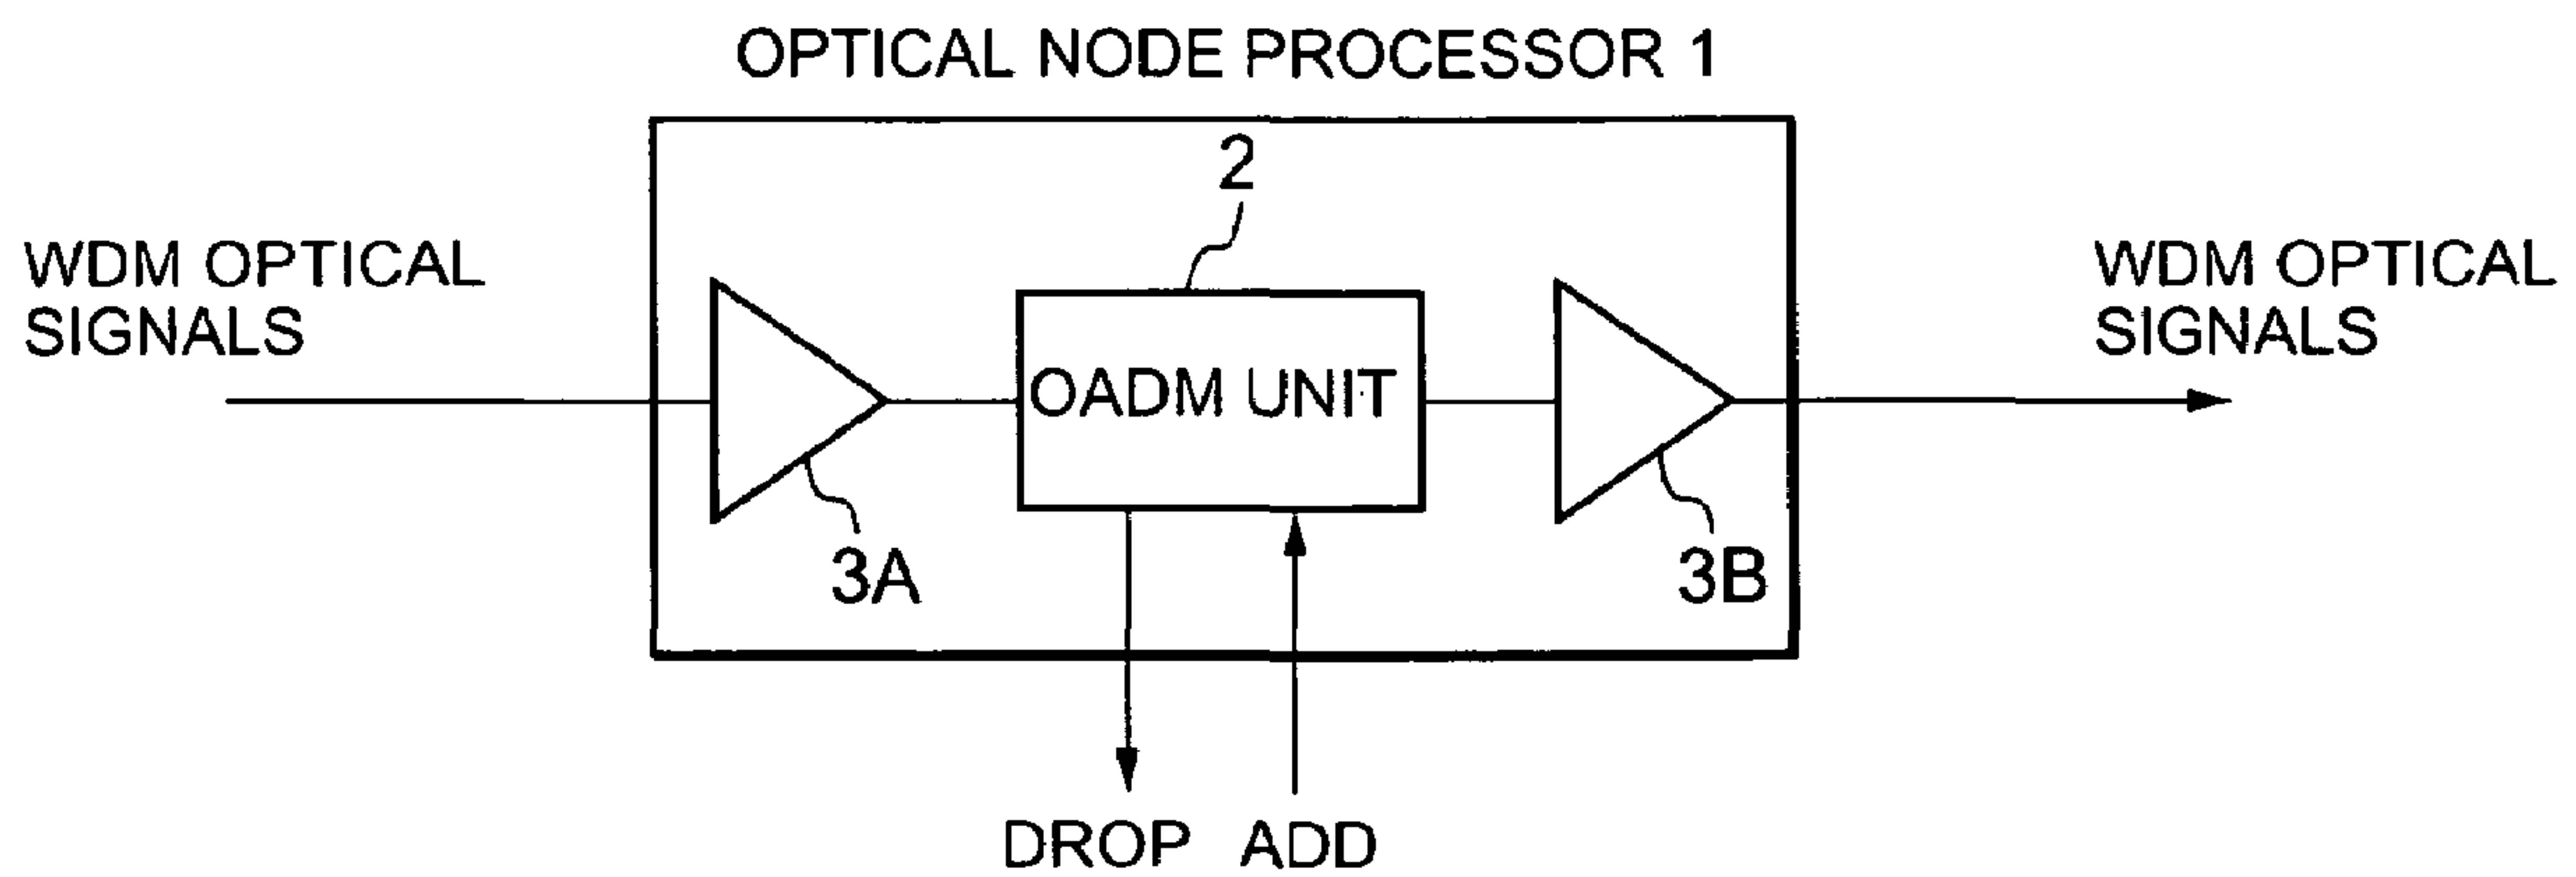 OPTICAL NODE PROCESSOR 1
2
WDM OPTICAL
SIGNALS
WDM OPTICAL
SIGNALS
OADM UNIT
3A
3B
DROP ADD